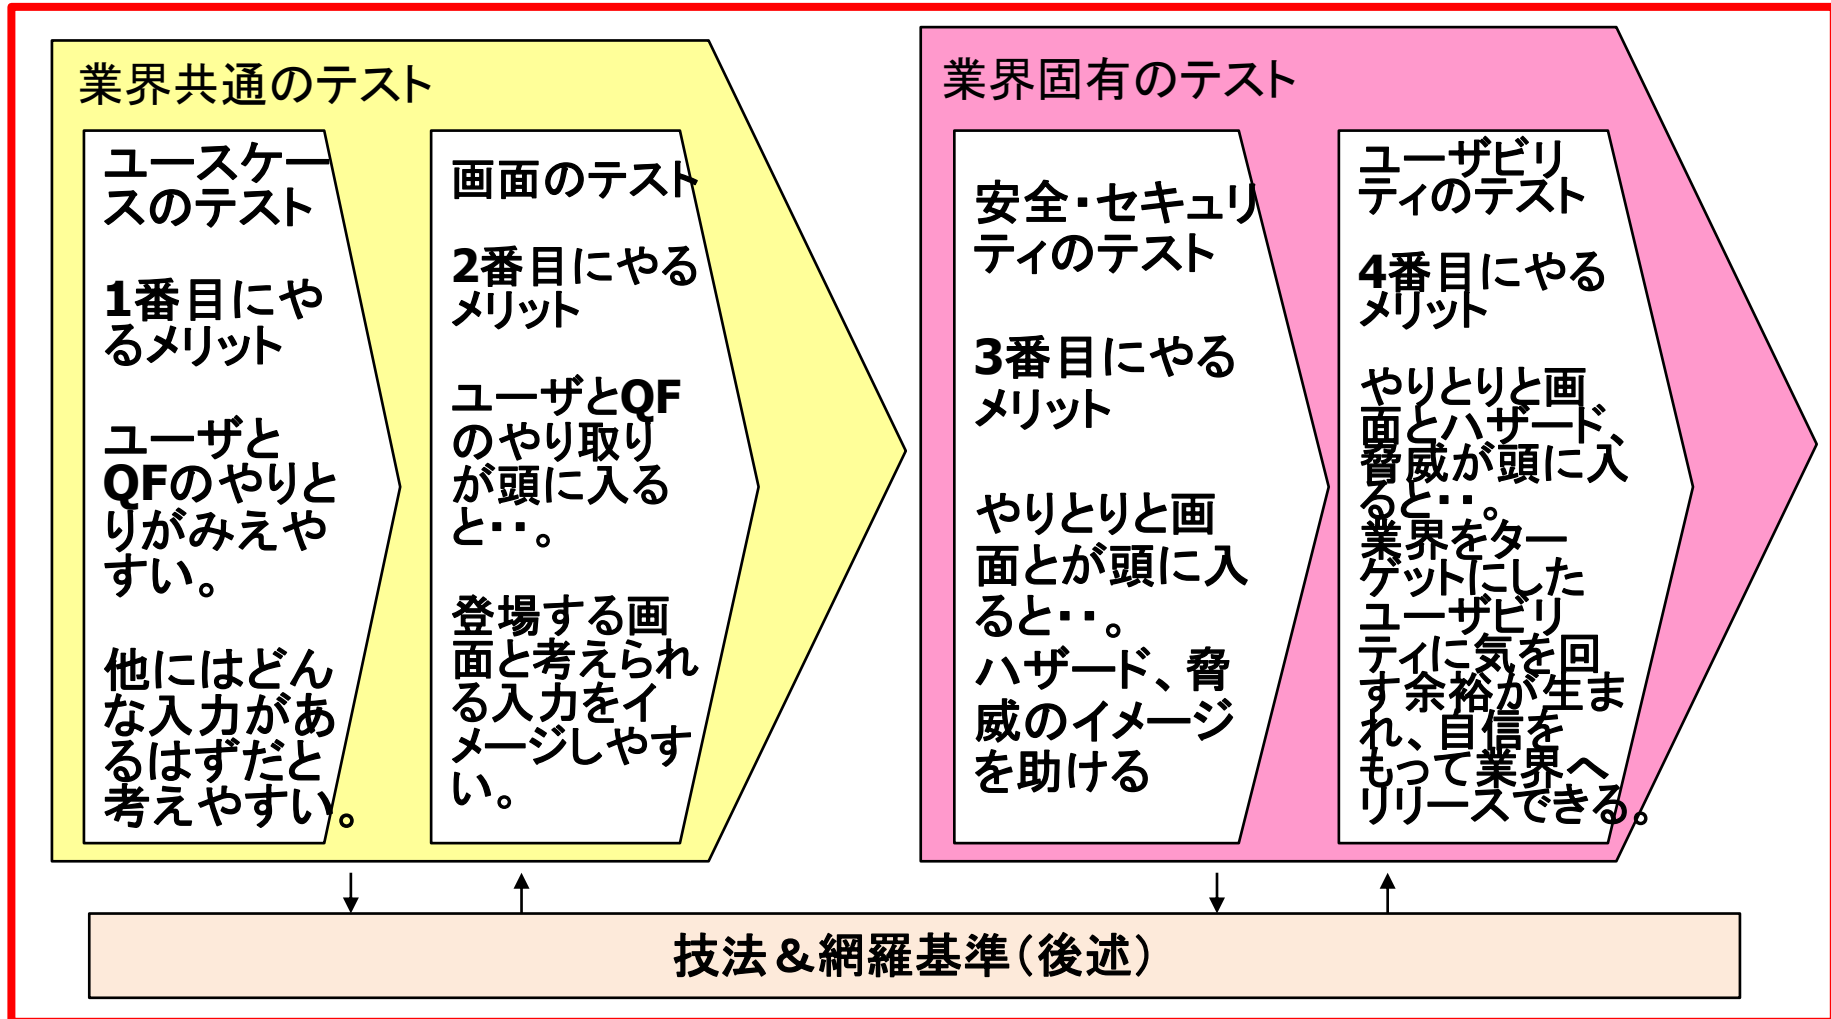 業界共通のテスト
ユースケー
スのテスト
1番目にや
るメリット
ユーザと
QFのやりと
りがみえや
すい。
他にはどん
な入力があ
るはずだと
考えやすい。
画面のテスト
2番目にやる
メリット
ユーザとQF
のやり取り
が頭に入る
と・・。
登場する画
面と考えられ
る入力をイ
メージしやす
い。
業界固有のテスト
安全・セキュリ
ティのテスト
3番目にやる
メリット
やりとりと画
面とが頭に入
ると・・。
ハザード、脅
威のイメージ
を助ける
ユーザビリ
ティのテスト
4番目にやる
メリット
やりとりと画
面とハザード、
脅威が頭に入
ると・・。
業界をター
ゲットにした
ユーザビリ
ティに気を回
す余裕が生ま
れ、自信を
もって業界へ
リリースできる。
技法＆網羅基準（後述）